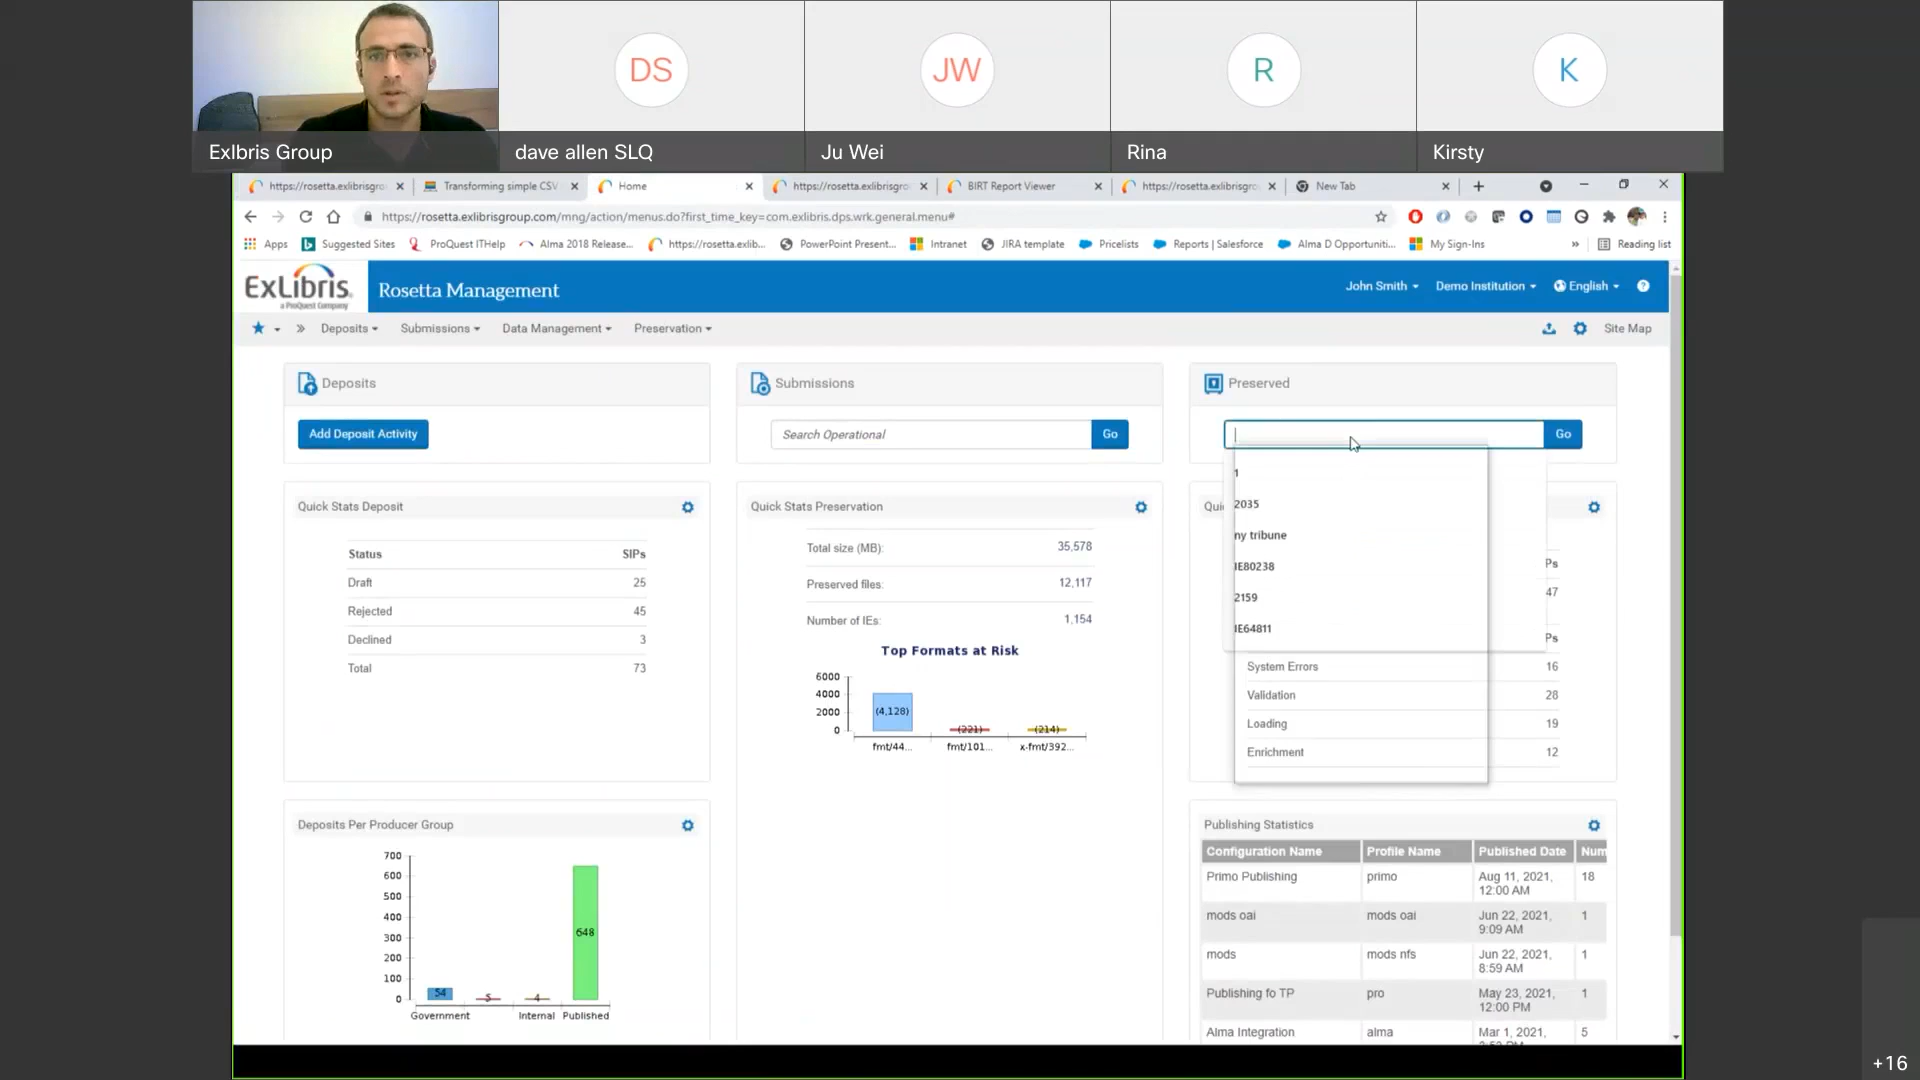 DS
JW
R
K
Exlbris Group
dave allen SLQ
Ju Wei
Rina
Kirsty
https://rosetta.exlibrisgro
Transforming simple CSV
Home
https://rosetta.exlibrisgro
BIRT Report Viewer
https://rosetta.exlibrisgro
New Tab
https://rosetta.exlibrisgroup.com/mng/action/menus.do?first_time_key=com.exlibris.dps.wrk.general.menu#
Apps
Suggested Sites
ProQuest ITHelp
Alma 2018 Release...
https://rosetta.exlib...
PowerPoint Present...
Intranet
JIRA template
Pricelists
Reports | Salesforce
Alma D Opportuniti...
My Sign-Ins
»
Reading list
ExLibris
a ProQuest Company
Rosetta Management
John Smith
Demo Institution
English
?
»
Deposits
Submissions
Data Management
Preservation
Site Map
Deposits
Add Deposit Activity
Submissions
Search Operational
Go
Preserved
Go
1
2035
ny tribune
IE80238
2159
IE64811
Quick Stats Deposit
Status SIPs
Draft 25
Rejected 45
Declined 3
Total 73
Quick Stats Preservation
Total size (MB): 35,578
Preserved files: 12,117
Number of IEs: 1,154
Top Formats at Risk
6000
4000
2000
0
(4,128)
(221)
(214)
fmt/44...
fmt/101...
x-fmt/392...
Qui
Ps
47
Ps
System Errors 16
Validation 28
Loading 19
Enrichment 12
Deposits Per Producer Group
700
600
500
400
300
200
100
0
54
5
4
648
Government
Internal
Published
Publishing Statistics
Configuration Name Profile Name Published Date Num
Primo Publishing primo Aug 11, 2021, 18
12:00 AM
mods oai mods oai Jun 22, 2021, 1
9:09 AM
mods mods nfs Jun 22, 2021, 1
8:59 AM
Publishing fo TP pro May 23, 2021, 1
12:00 PM
Alma Integration alma Mar 1, 2021, 5
+16